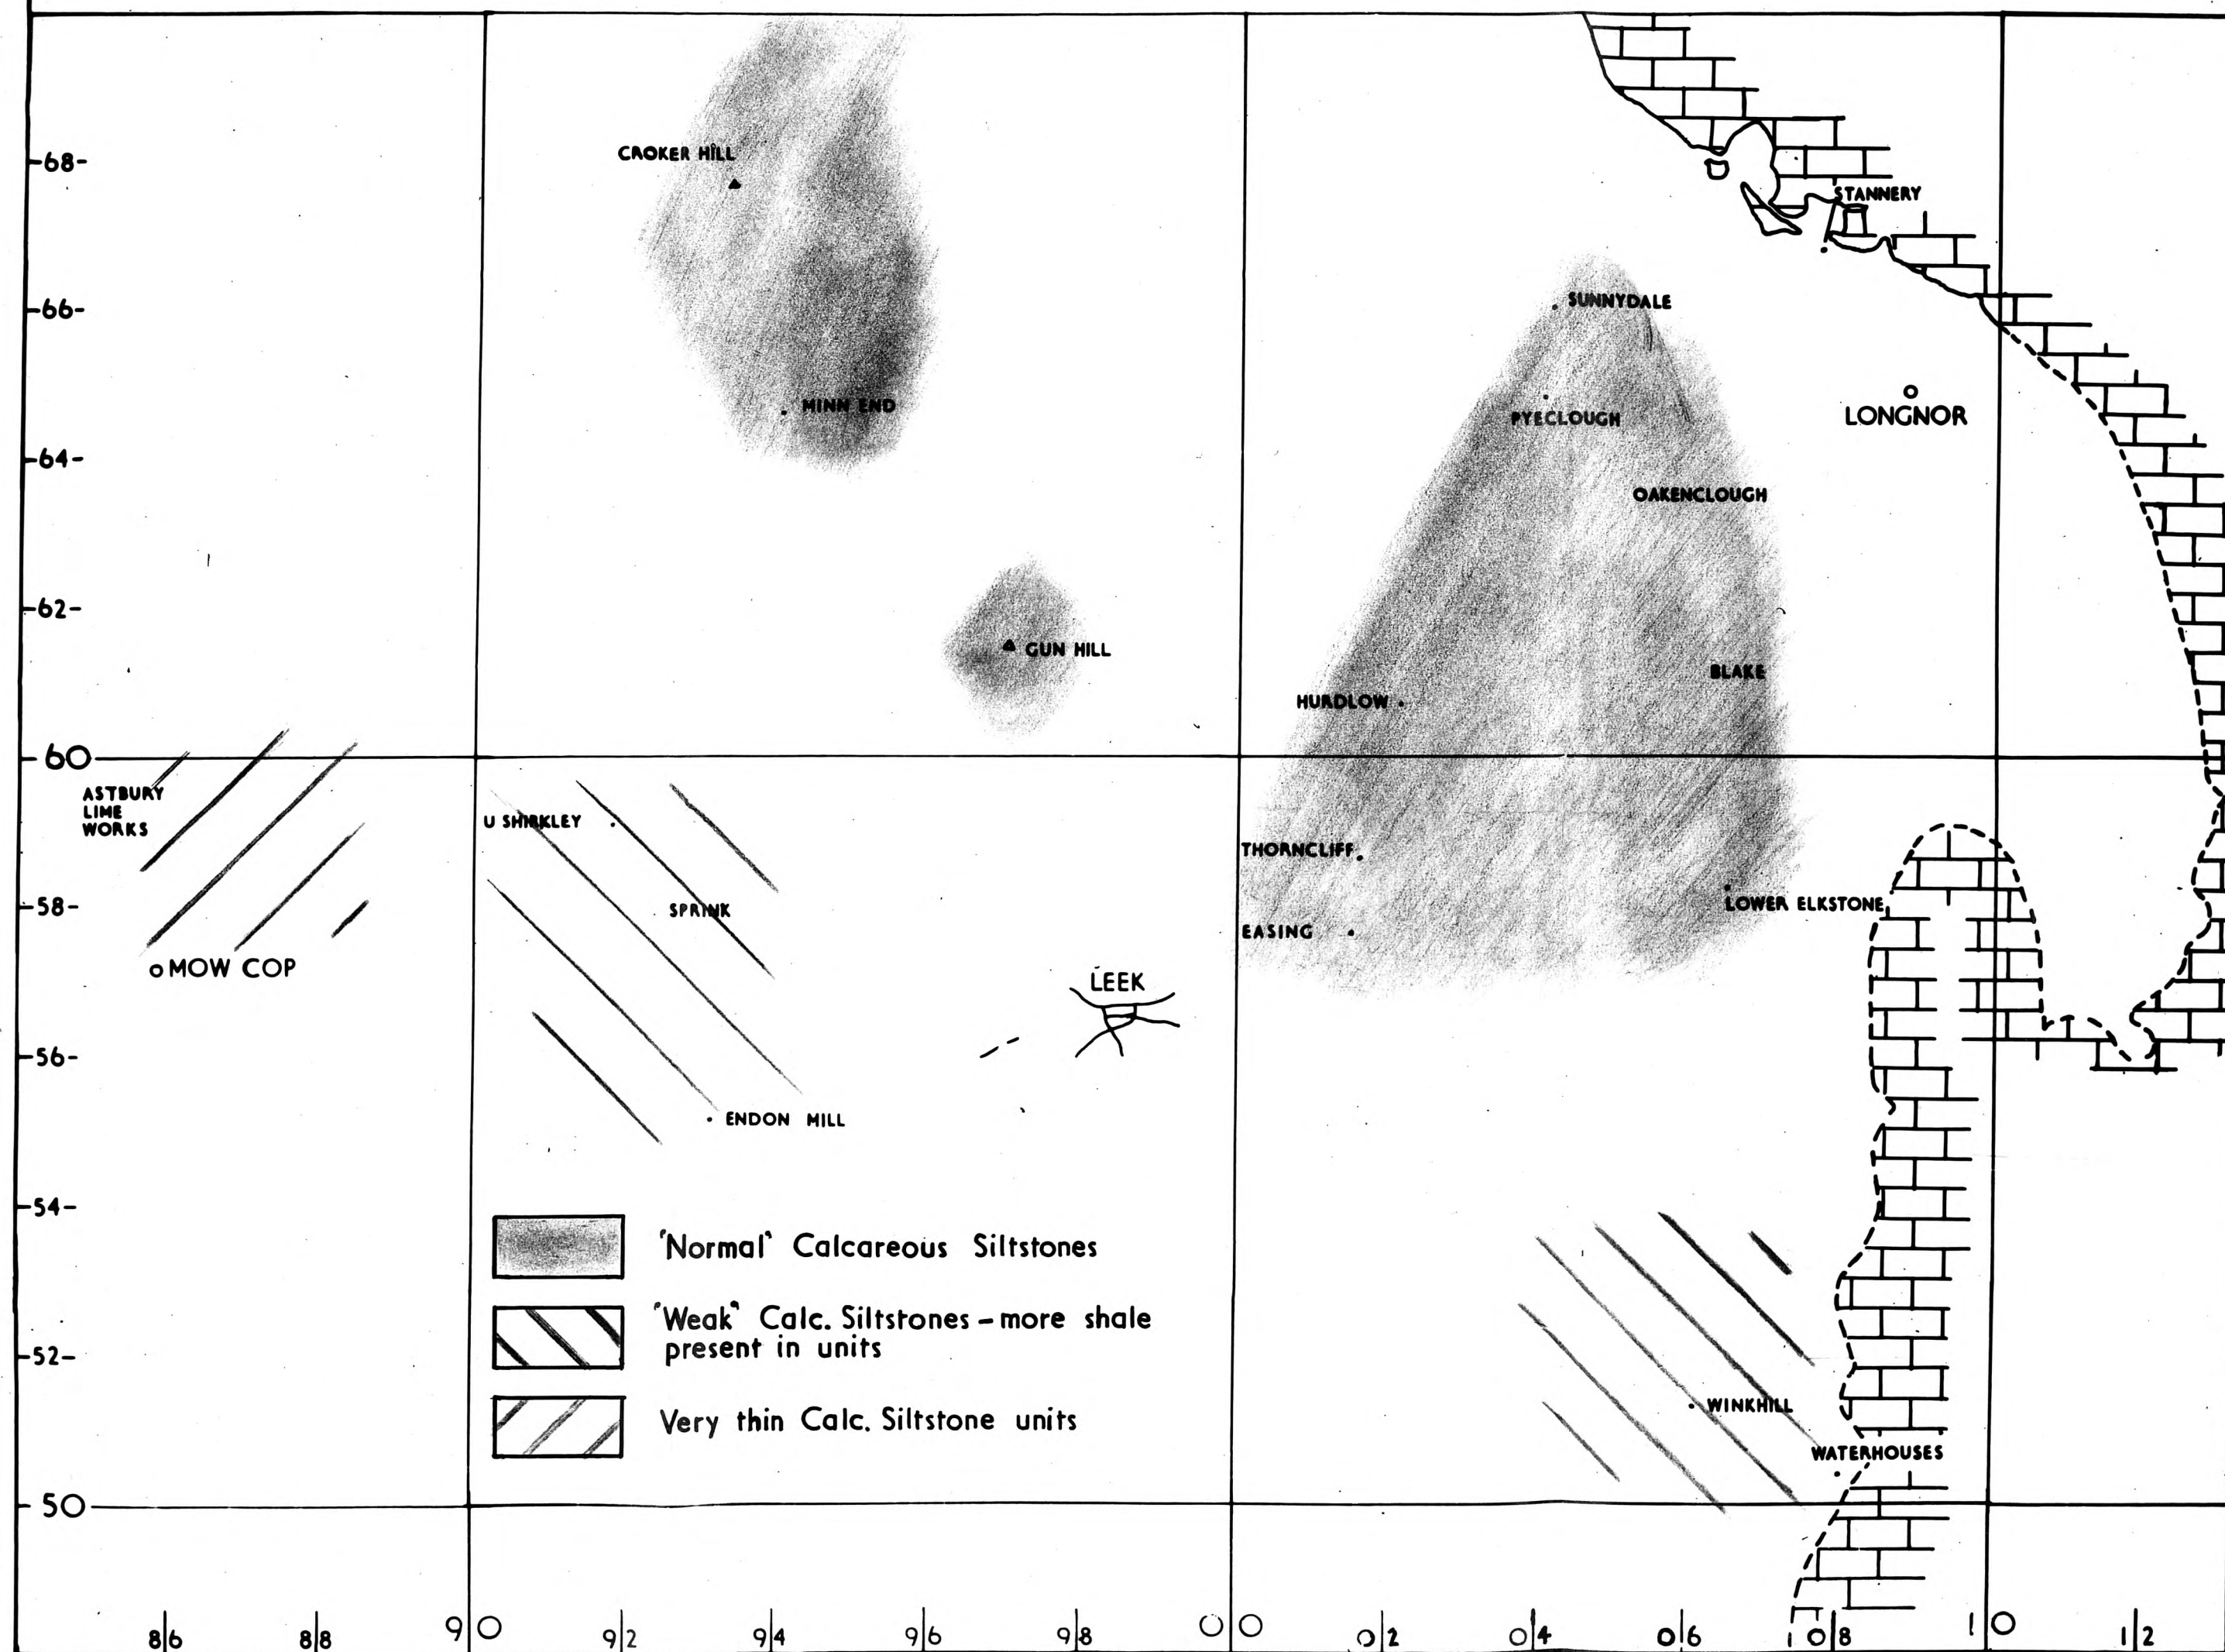 CROKER HILL
-68-
STANNERY
-66-
SUNNYDALE
MINN END
PYECLOUGH
LONGNOR
-64-
OAKENCLOUGH
-62-
GUN HILL
BLAKE
HURDLOW
60
ASTBURY
LIME
WORKS
U SHIRKLEY
THORNCLIFF
SPRINK
-58-
LOWER ELKSTONE
EASING
MOW COP
LEEK
-56-
ENDON MILL
-54-
'Normal' Calcareous Siltstones
'Weak' Calc. Siltstones – more shale
present in units
-52-
WINKHILL
Very thin Calc. Siltstone units
WATERHOUSES
50
86
88
90
92
94
96
98
00
02
04
06
08
10
12